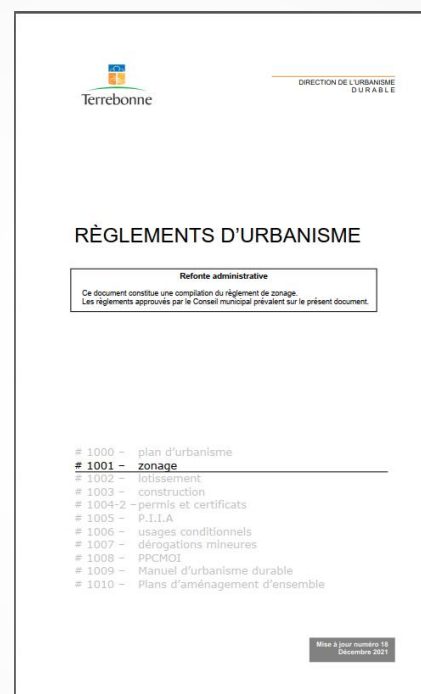 Terrebonne
DIRECTION DE L'URBANISME
DURABLE
RÈGLEMENTS D'URBANISME
Refonte administrative
Ce document constitue une compilation du règlement de zonage.
Les règlements approuvés par le Conseil municipal prévalent sur le présent document.
# 1000 – plan d'urbanisme
# 1001 – zonage
# 1002 – lotissement
# 1003 – construction
# 1004-2 –permis et certificats
# 1005 – P.I.I.A
# 1006 – usages conditionnels
# 1007 – dérogations mineures
# 1008 – PPCMOI
# 1009 – Manuel d'urbanisme durable
# 1010 – Plans d'aménagement d'ensemble
Mise à jour numéro 18
Décembre 2021